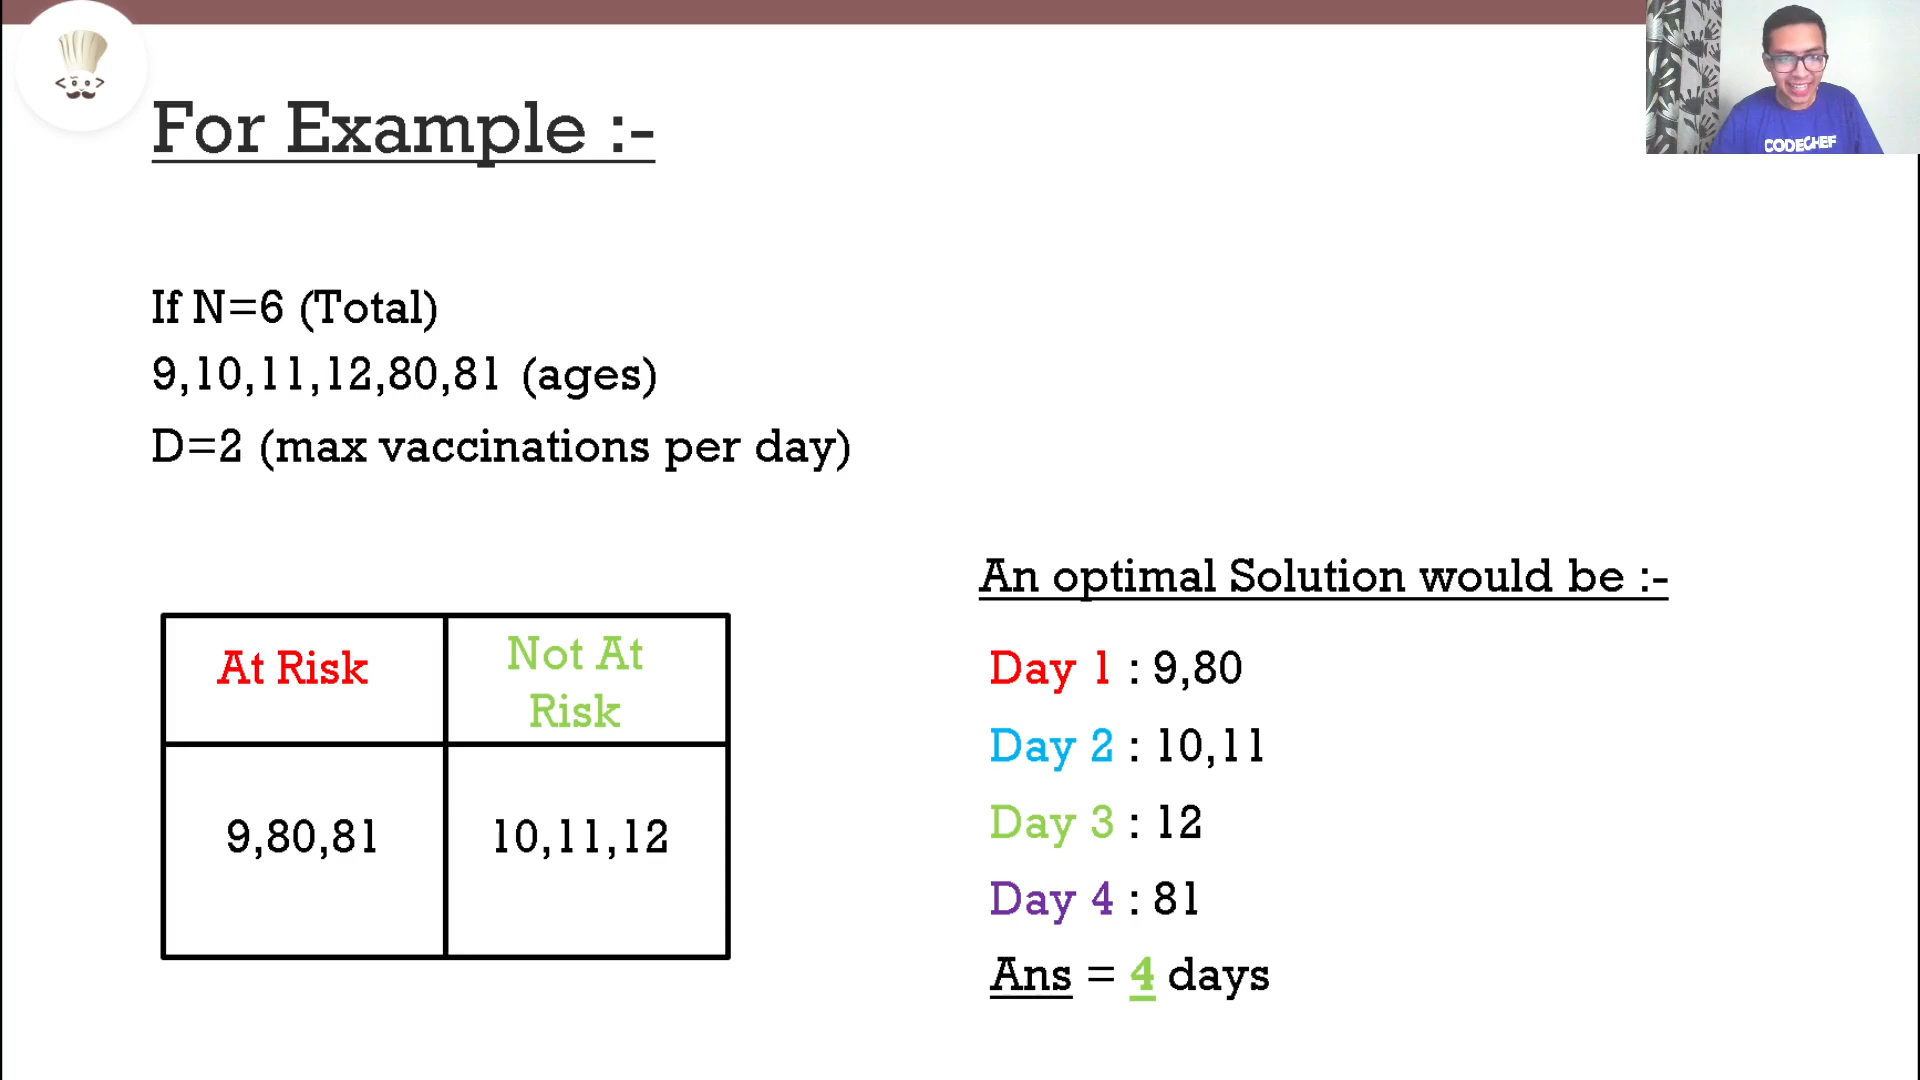 For Example :-
CODECHEF
If N=6 (Total)
9,10,11,12,80,81 (ages)
D=2 (max vaccinations per day)
At Risk
Not At
Risk
9,80,81
10,11,12
An optimal Solution would be :-
Day 1 : 9,80
Day 2 : 10,11
Day 3 : 12
Day 4 : 81
Ans = 4 days